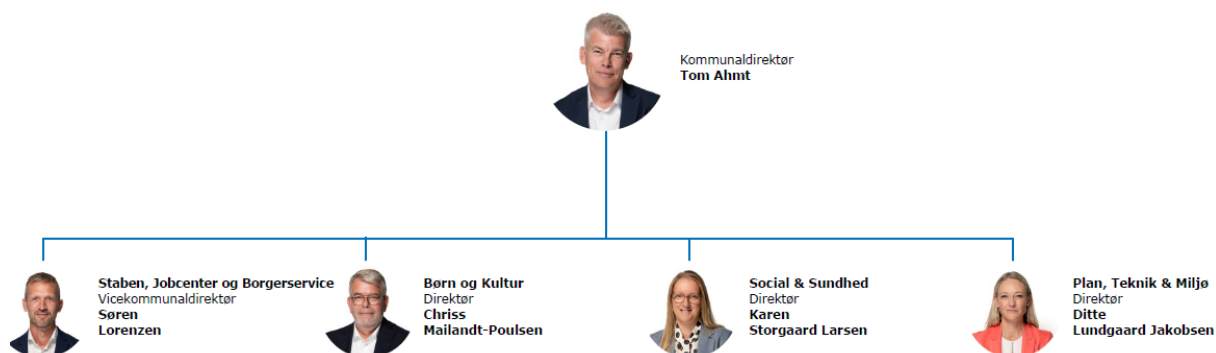 Kommunaldirektør
Tom Ahmt
Staben, Jobcenter og Borgerservice
Vicekommunaldirektør
Søren
Lorenzen
Børn og Kultur
Direktør
Chriss
Mailandt-Poulsen
Social & Sundhed
Direktør
Karen
Storgaard Larsen
Plan, Teknik & Miljø
Direktør
Ditte
Lundgaard Jakobsen